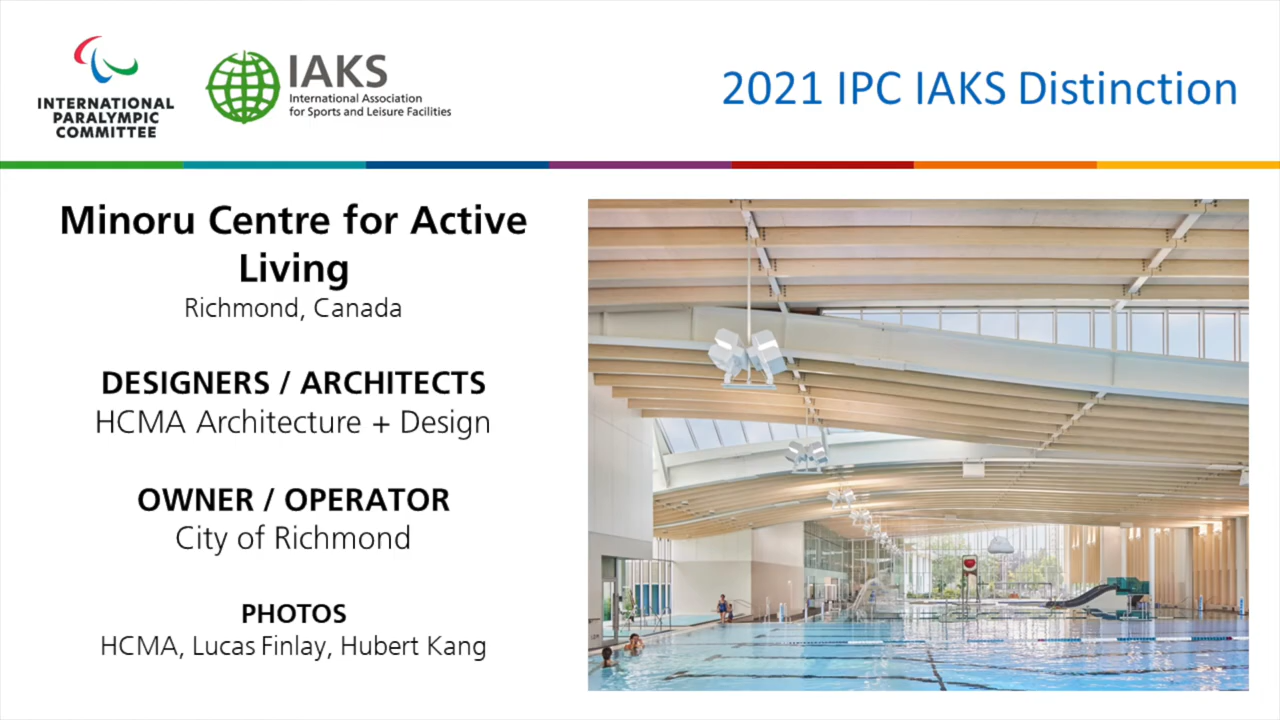 INTERNATIONAL
PARALYMPIC
COMMITTEE
IAKS
International Association
for Sports and Leisure Facilities
2021 IPC IAKS Distinction
Minoru Centre for Active
Living
Richmond, Canada
DESIGNERS / ARCHITECTS
HCMA Architecture + Design
OWNER / OPERATOR
City of Richmond
PHOTOS
HCMA, Lucas Finlay, Hubert Kang